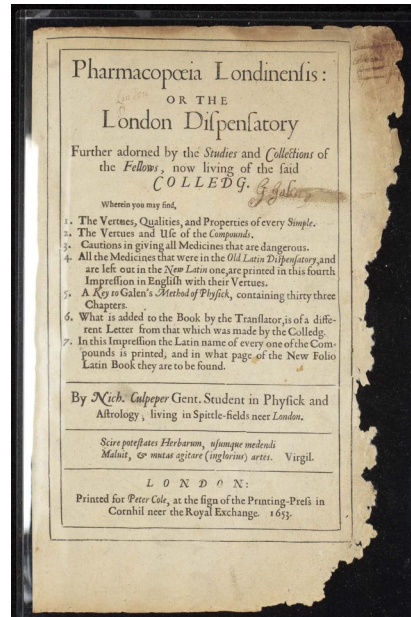 Pharmacopœia Londinenſis:
OR THE
London Diſpenſatory
Further adorned by the Studies and Collections of
the Fellows, now living of the ſaid
COLLEDG.
Wherein you may find,
1. The Vertues, Qualities, and Properties of every Simple.
2. The Vertues and Uſe of the Compounds.
3. Cautions in giving all Medicines that are dangerous.
4. All the Medicines that were in the Old Latin Diſpenſatory, and
are left out in the New Latin one, are printed in this fourth
Impreſſion in Engliſh with their Vertues.
5. A Key to Galen's Method of Phyſick, containing thirty three
Chapters.
6. What is added to the Book by the Tranſlator, is of a diffe-
rent Letter from that which was made by the Colledg.
7. In this Impreſſion the Latin name of every one of the Com-
pounds is printed, and in what page of the New Folio
Latin Book they are to be found.
By Nich. Culpeper Gent. Student in Phyſick and
Aſtrology, living in Spittle-fields neer London.
Scire poteſtates Herbarum, uſumque medendi
Maluit, & mutas agitare (inglorius) artes. Virgil.
LONDON:
Printed for Peter Cole, at the ſign of the Printing-Preſs in
Cornhil neer the Royal Exchange. 1653.